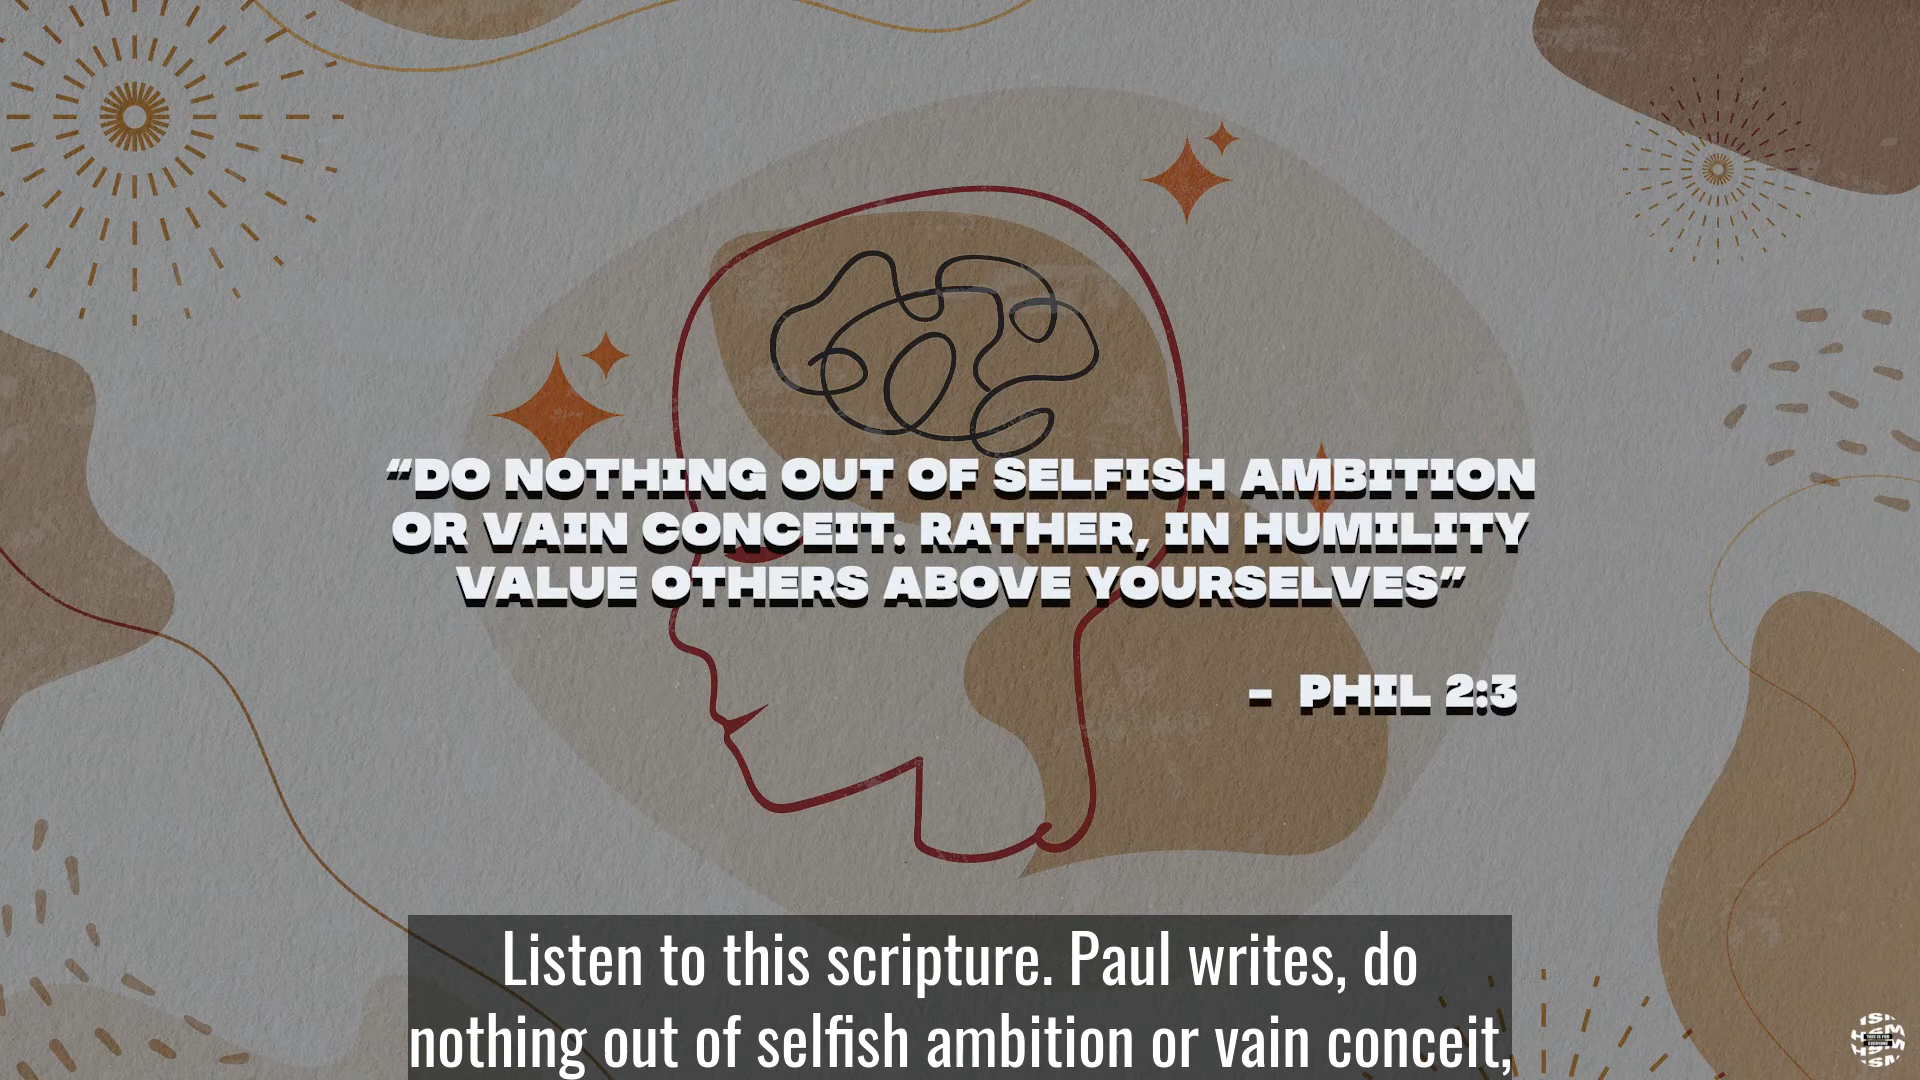 “DO NOTHING OUT OF SELFISH AMBITION
OR VAIN CONCEIT. RATHER, IN HUMILITY
VALUE OTHERS ABOVE YOURSELVES”
- PHIL 2:3
Listen to this scripture. Paul writes, do
nothing out of selfish ambition or vain conceit,